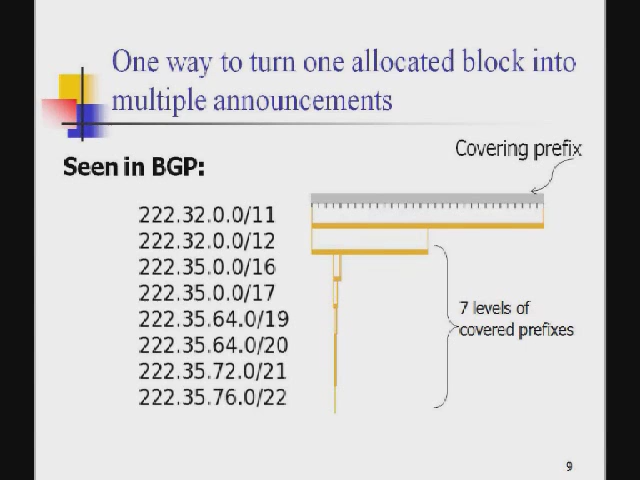 One way to turn one allocated block into
multiple announcements
Covering prefix
Seen in BGP:
222.32.0.0/11
222.32.0.0/12
222.35.0.0/16
222.35.0.0/17
222.35.64.0/19
222.35.64.0/20
222.35.72.0/21
222.35.76.0/22
7 levels of
covered prefixes
9